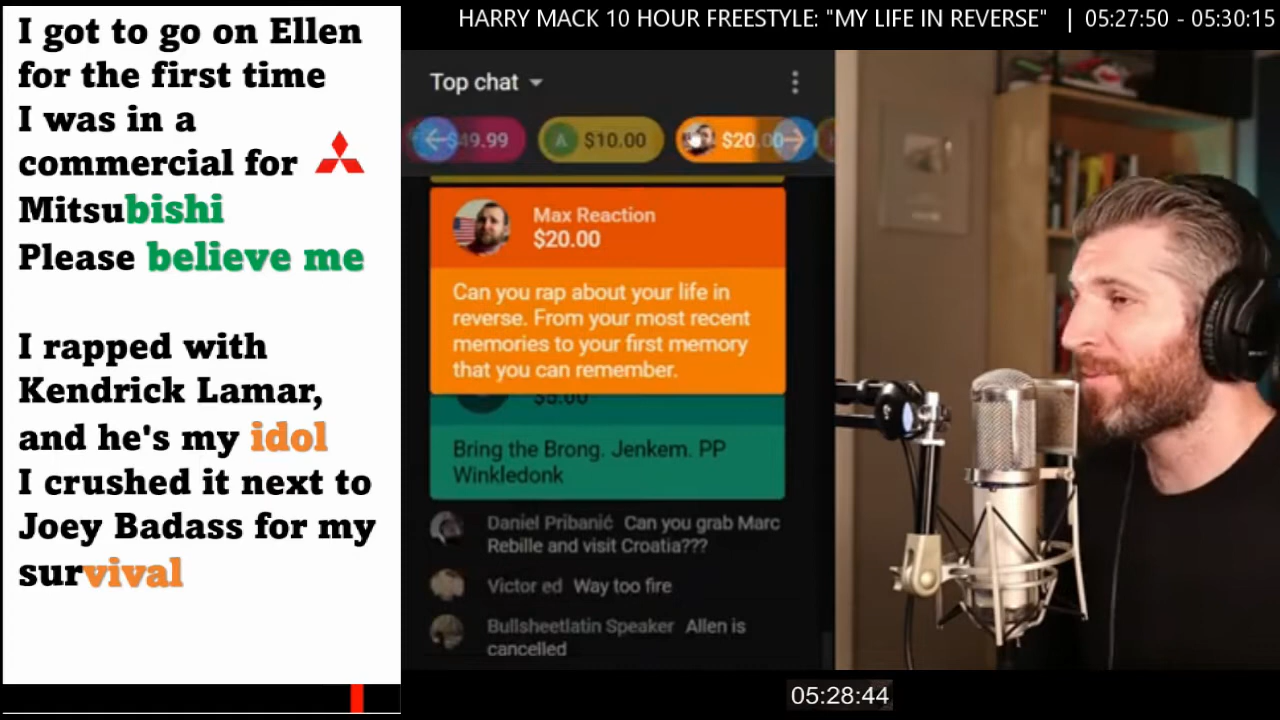 HARRY MACK 10 HOUR FREESTYLE: "MY LIFE IN REVERSE" | 05:27:50 - 05:30:15
I got to go on Ellen
for the first time
I was in a
commercial for
Mitsubishi
Please believe me
I rapped with
Kendrick Lamar,
and he's my idol
I crushed it next to
Joey Badass for my
survival
Top chat
$49.99
A $10.00
$20.00
Max Reaction
$20.00
Can you rap about your life in
reverse. From your most recent
memories to your first memory
that you can remember.
$5.00
Bring the Brong. Jenkem. PP
Winkledonk
Daniel Pribanić Can you grab Marc
Rebille and visit Croatia???
Victor ed Way too fire
Bullsheetlatin Speaker Allen is
cancelled
05:28:44